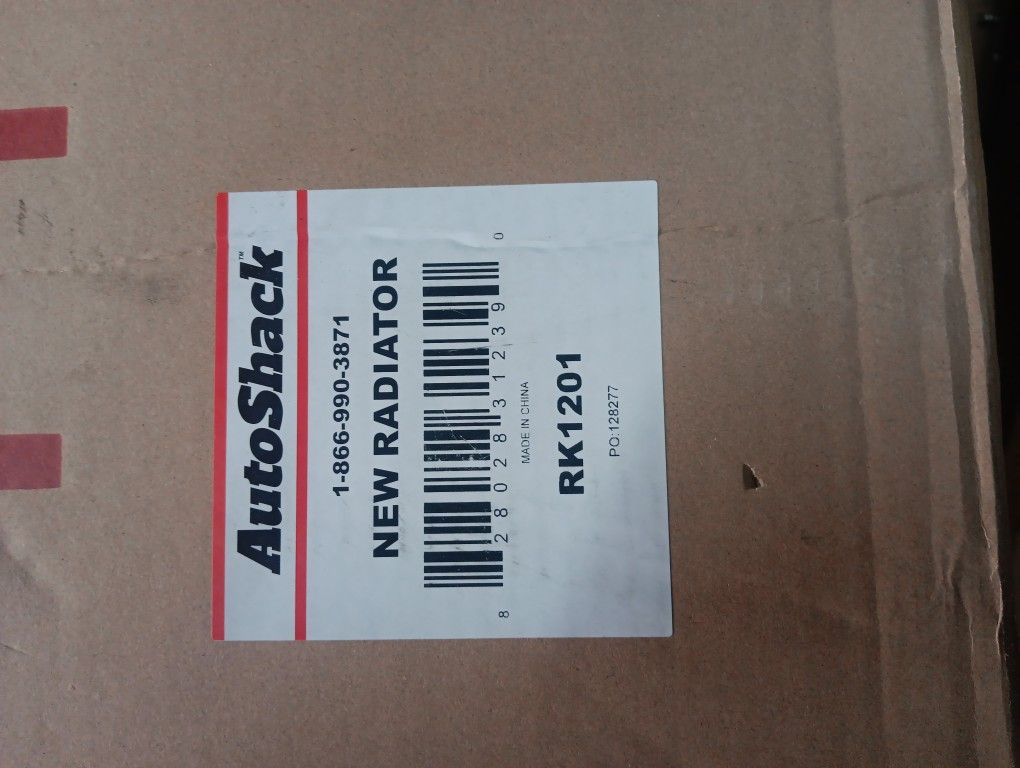 AutoShack™
1-866-990-3871
NEW RADIATOR
8 28028 31239 0
MADE IN CHINA
RK1201
PO:128277